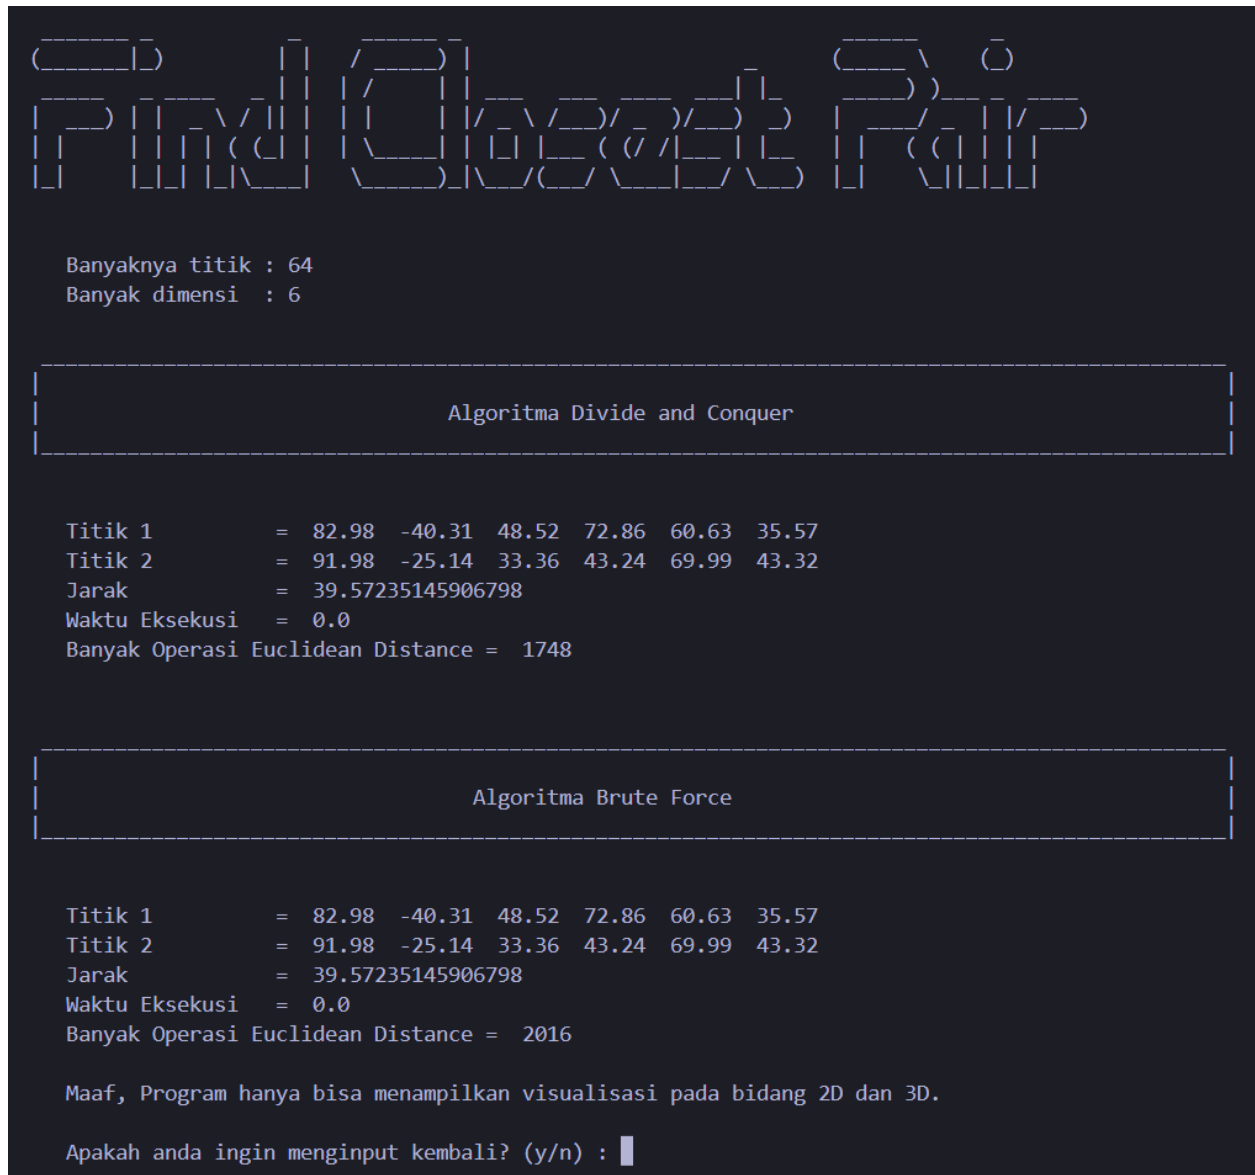 Find Closest Pair
Banyaknya titik : 64
Banyak dimensi  : 6
Algoritma Divide and Conquer
Titik 1          =  82.98  -40.31  48.52  72.86  60.63  35.57
Titik 2          =  91.98  -25.14  33.36  43.24  69.99  43.32
Jarak            =  39.57235145906798
Waktu Eksekusi   =  0.0
Banyak Operasi Euclidean Distance =  1748
Algoritma Brute Force
Titik 1          =  82.98  -40.31  48.52  72.86  60.63  35.57
Titik 2          =  91.98  -25.14  33.36  43.24  69.99  43.32
Jarak            =  39.57235145906798
Waktu Eksekusi   =  0.0
Banyak Operasi Euclidean Distance =  2016
Maaf, Program hanya bisa menampilkan visualisasi pada bidang 2D dan 3D.
Apakah anda ingin menginput kembali? (y/n) :